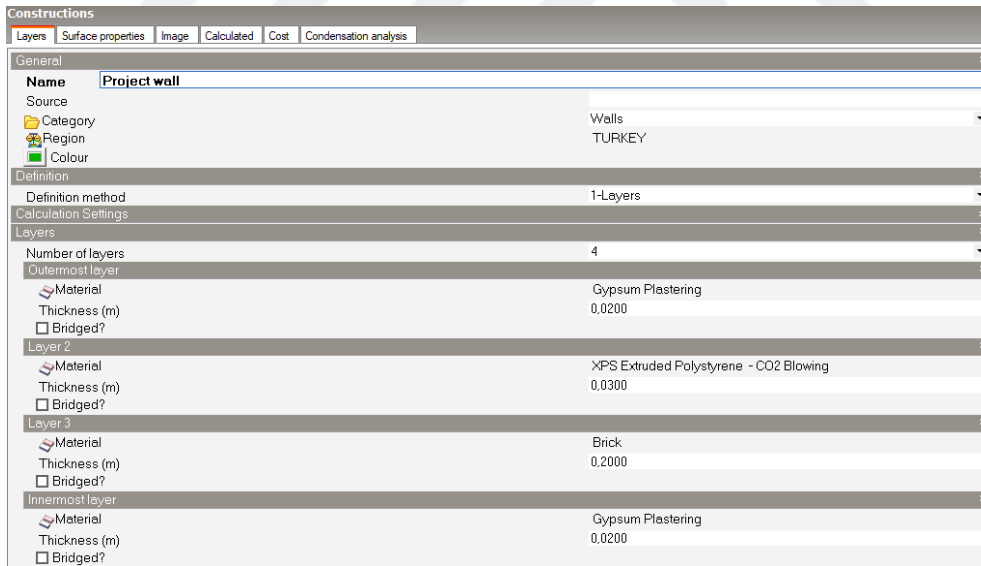 Constructions
Layers Surface properties Image Calculated Cost Condensation analysis
General
Name Project wall
Source
Category Walls
Region TURKEY
Colour
Definition
Definition method 1-Layers
Calculation Settings
Layers
Number of layers 4
Outermost layer
Material Gypsum Plastering
Thickness (m) 0,0200
Bridged?
Layer 2
Material XPS Extruded Polystyrene - CO2 Blowing
Thickness (m) 0,0300
Bridged?
Layer 3
Material Brick
Thickness (m) 0,2000
Bridged?
Innermost layer
Material Gypsum Plastering
Thickness (m) 0,0200
Bridged?